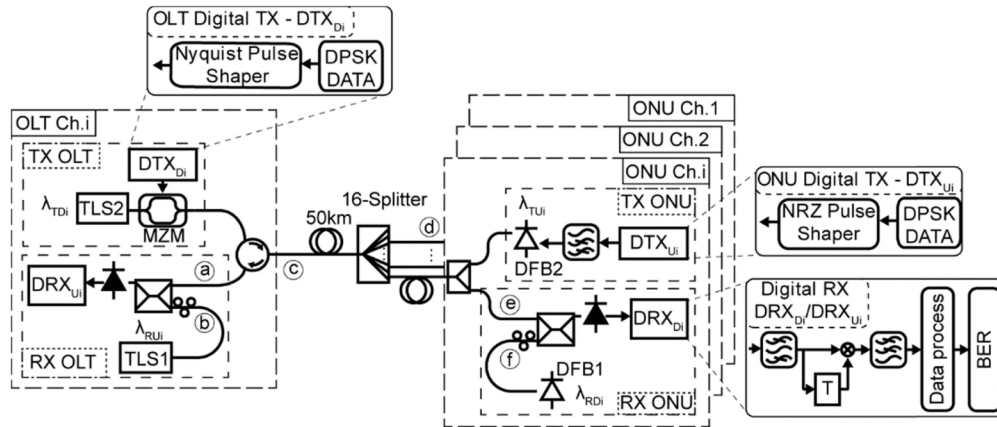 OLT Digital TX - DTX_Di
Nyquist Pulse
Shaper
DPSK
DATA
OLT Ch.i
TX OLT
DTX_Di
λ_TDi
TLS2
MZM
DRX_Ui
λ_RUi
TLS1
RX OLT
a
b
c
50km
16-Splitter
d
ONU Ch.1
ONU Ch.2
ONU Ch.i
TX ONU
λ_TUi
DFB2
DTX_Ui
e
f
DRX_Di
DFB1
λ_RDi
RX ONU
ONU Digital TX - DTX_Ui
NRZ Pulse
Shaper
DPSK
DATA
Digital RX
DRX_Di/DRX_Ui
T
Data process
BER